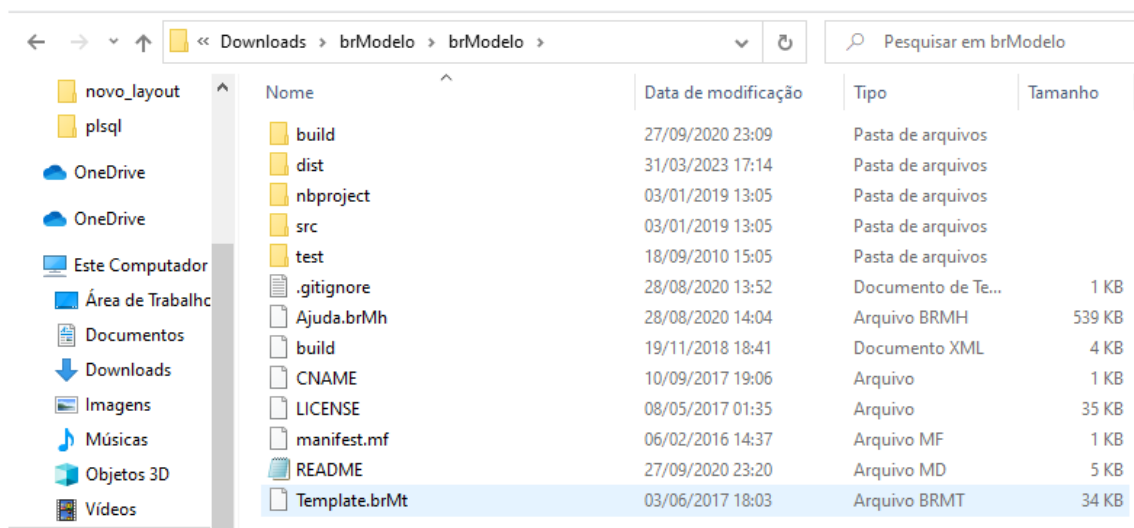 « Downloads > brModelo > brModelo >
Pesquisar em brModelo
novo_layout
plsql
OneDrive
OneDrive
Este Computador
Área de Trabalhc
Documentos
Downloads
Imagens
Músicas
Objetos 3D
Vídeos
Nome Data de modificação Tipo Tamanho
build 27/09/2020 23:09 Pasta de arquivos
dist 31/03/2023 17:14 Pasta de arquivos
nbproject 03/01/2019 13:05 Pasta de arquivos
src 03/01/2019 13:05 Pasta de arquivos
test 18/09/2010 15:05 Pasta de arquivos
.gitignore 28/08/2020 13:52 Documento de Te... 1 KB
Ajuda.brMh 28/08/2020 14:04 Arquivo BRMH 539 KB
build 19/11/2018 18:41 Documento XML 4 KB
CNAME 10/09/2017 19:06 Arquivo 1 KB
LICENSE 08/05/2017 01:35 Arquivo 35 KB
manifest.mf 06/02/2016 14:37 Arquivo MF 1 KB
README 27/09/2020 23:20 Arquivo MD 5 KB
Template.brMt 03/06/2017 18:03 Arquivo BRMT 34 KB